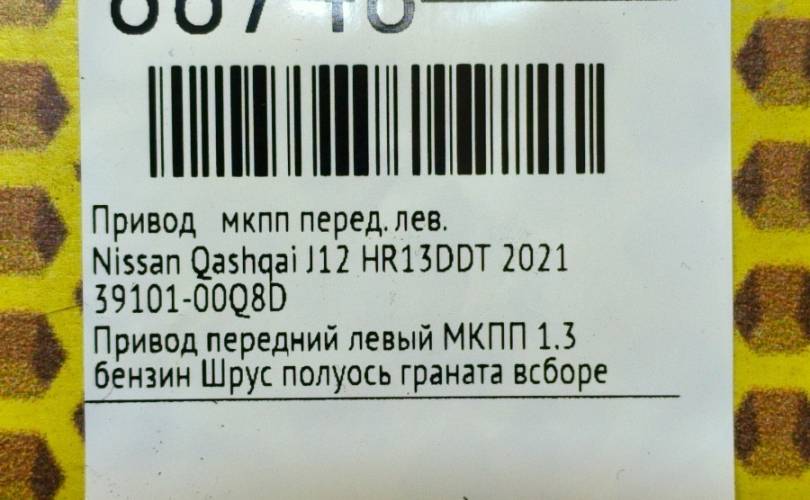 Привод мкпп перед. лев.
Nissan Qashqai J12 HR13DDT 2021
39101-00Q8D
Привод передний левый МКПП 1.3
бензин Шрус полуось граната всборе